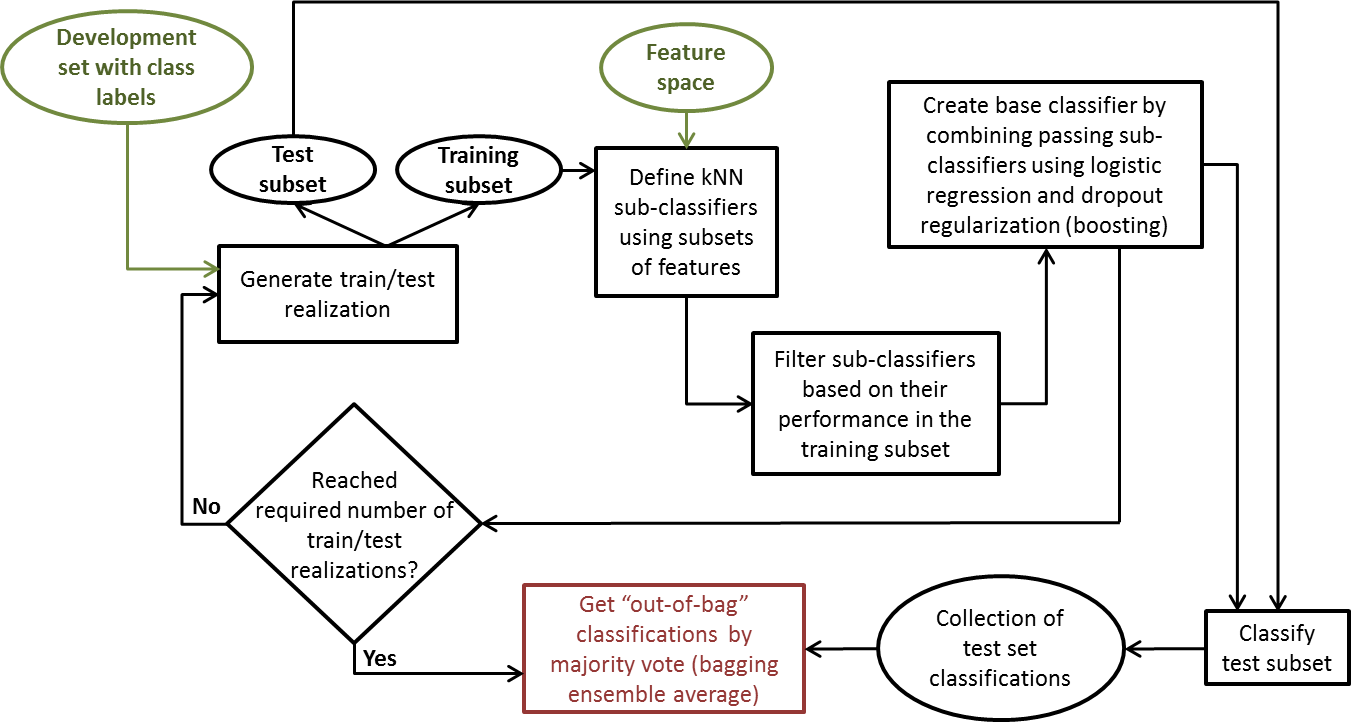 Development
set with class
labels
Feature
space
Test
subset
Training
subset
Define kNN
sub-classifiers
using subsets
of features
Create base classifier by
combining passing sub-
classifiers using logistic
regression and dropout
regularization (boosting)
Generate train/test
realization
Filter sub-classifiers
based on their
performance in the
training subset
Reached
required number of
train/test
realizations?
No
Yes
Get “out-of-bag”
classifications by
majority vote (bagging
ensemble average)
Collection of
test set
classifications
Classify
test subset